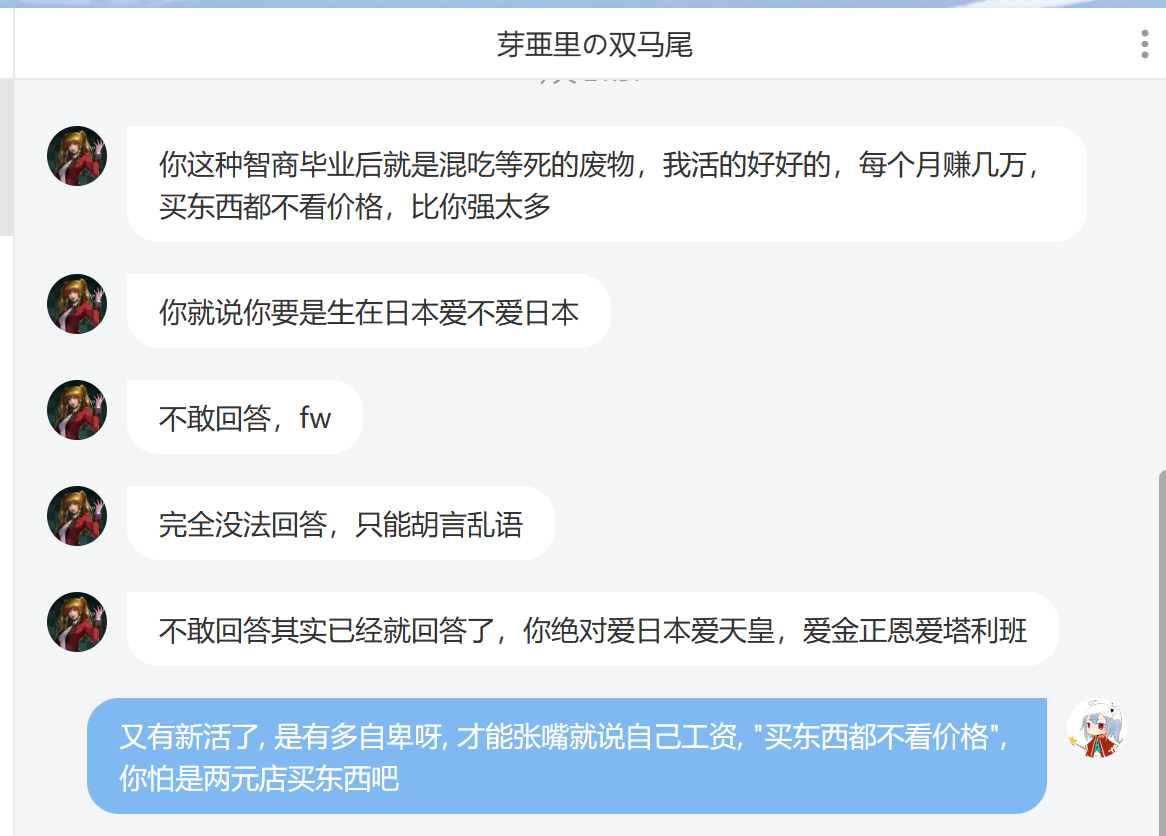 芽亜里の双马尾
你这种智商毕业后就是混吃等死的废物，我活的好好的，每个月赚几万，
买东西都不看价格，比你强太多
你就说你要是生在日本爱不爱日本
不敢回答，fw
完全没法回答，只能胡言乱语
不敢回答其实已经就回答了，你绝对爱日本爱天皇，爱金正恩爱塔利班
又有新活了, 是有多自卑呀, 才能张嘴就说自己工资, "买东西都不看价格",
你怕是两元店买东西吧